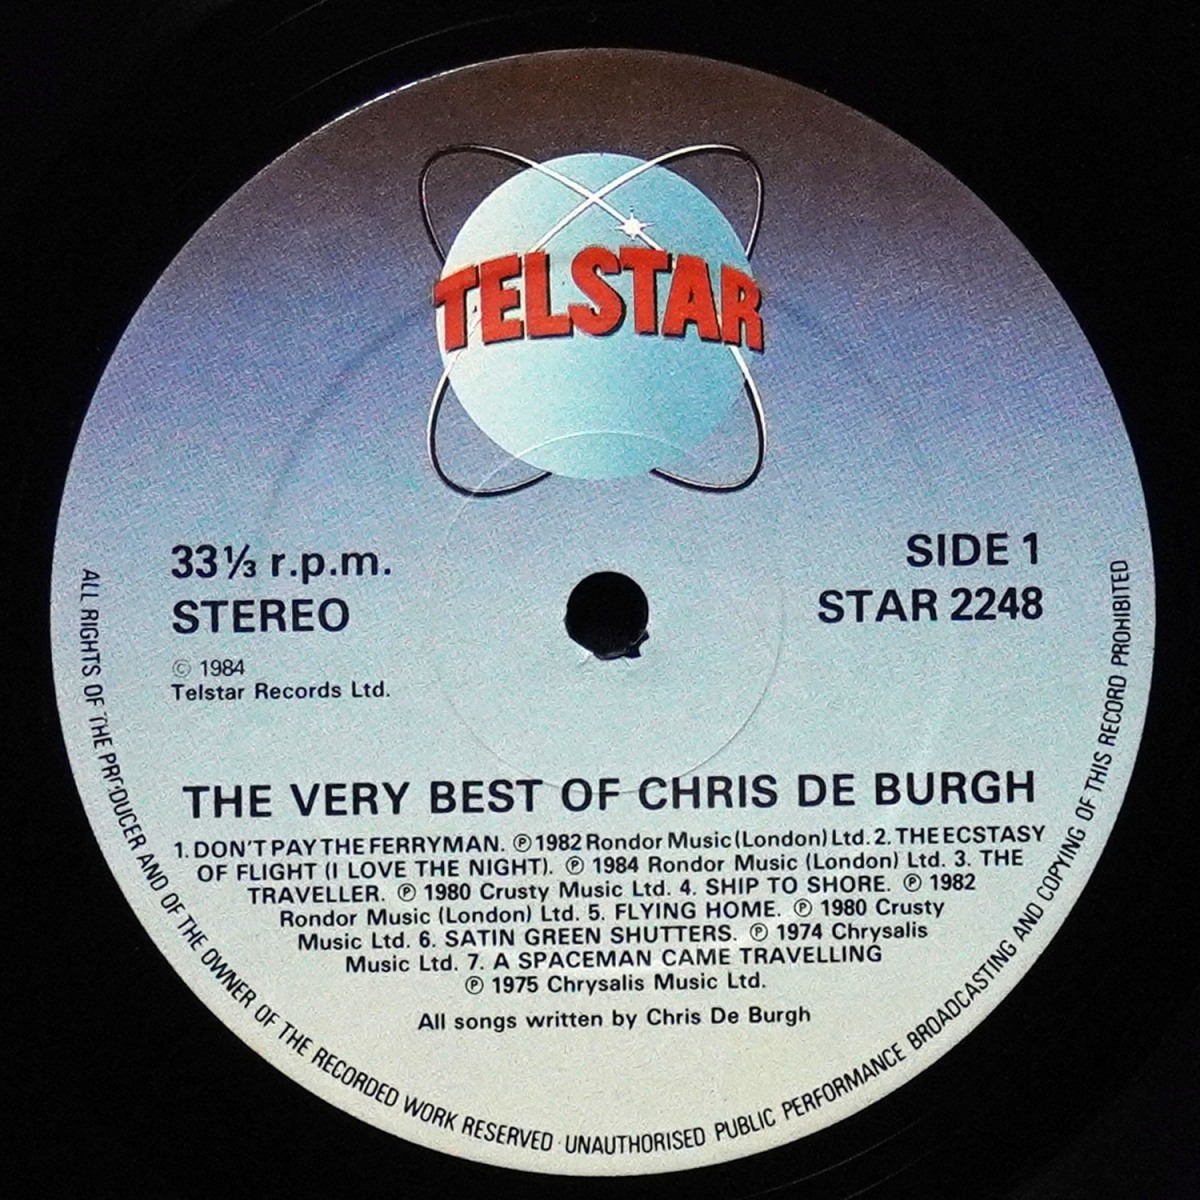 TELSTAR
33⅓ r.p.m.
STEREO
© 1984
Telstar Records Ltd.
SIDE 1
STAR 2248
THE VERY BEST OF CHRIS DE BURGH
1. DON'T PAY THE FERRYMAN. ℗ 1982 Rondor Music (London) Ltd. 2. THE ECSTASY
OF FLIGHT (I LOVE THE NIGHT). ℗ 1984 Rondor Music (London) Ltd. 3. THE
TRAVELLER. ℗ 1980 Crusty Music Ltd. 4. SHIP TO SHORE. ℗ 1982
Rondor Music (London) Ltd. 5. FLYING HOME. ℗ 1980 Crusty
Music Ltd. 6. SATIN GREEN SHUTTERS. ℗ 1974 Chrysalis
Music Ltd. 7. A SPACEMAN CAME TRAVELLING
℗ 1975 Chrysalis Music Ltd.
All songs written by Chris De Burgh
ALL RIGHTS OF THE PRODUCER AND OF THE OWNER OF THE RECORDED WORK RESERVED · UNAUTHORISED PUBLIC PERFORMANCE BROADCASTING AND COPYING OF THIS RECORD PROHIBITED